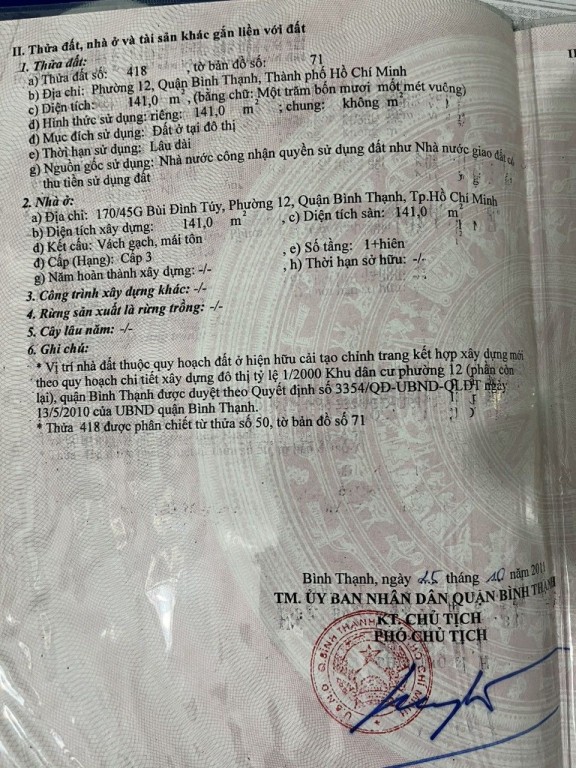 II. Thửa đất, nhà ở và tài sản khác gắn liền với đất
1. Thửa đất:
a) Thửa đất số: 418 , tờ bản đồ số: 71
b) Địa chỉ: Phường 12, Quận Bình Thạnh, Thành phố Hồ Chí Minh
c) Diện tích: 141,0 m², (bằng chữ: Một trăm bốn mươi một mét vuông)
d) Hình thức sử dụng: riêng: 141,0 m² ; chung: không m²
đ) Mục đích sử dụng: Đất ở tại đô thị
e) Thời hạn sử dụng: Lâu dài
g) Nguồn gốc sử dụng: Nhà nước công nhận quyền sử dụng đất như Nhà nước giao đất có
thu tiền sử dụng đất
2. Nhà ở:
a) Địa chỉ: 170/45G Bùi Đình Túy, Phường 12, Quận Bình Thạnh, Tp.Hồ Chí Minh
b) Diện tích xây dựng: 141,0 m² , c) Diện tích sàn: 141,0 m²
d) Kết cấu: Vách gạch, mái tôn , e) Số tầng: 1+hiên
đ) Cấp (Hạng): Cấp 3 , h) Thời hạn sở hữu: -/-
g) Năm hoàn thành xây dựng: -/-
3. Công trình xây dựng khác: -/-
4. Rừng sản xuất là rừng trồng: -/-
5. Cây lâu năm: -/-
6. Ghi chú:
* Vị trí nhà đất thuộc quy hoạch đất ở hiện hữu cải tạo chỉnh trang kết hợp xây dựng mới
theo quy hoạch chi tiết xây dựng đô thị tỷ lệ 1/2000 Khu dân cư phường 12 (phần còn
lại), quận Bình Thạnh được duyệt theo Quyết định số 3354/QĐ-UBND-QLĐT ngày
13/5/2010 của UBND quận Bình Thạnh.
* Thửa 418 được phân chiết từ thửa số 50, tờ bản đồ số 71
Bình Thạnh, ngày 25 tháng 10 năm
TM. ỦY BAN NHÂN DÂN QUẬN BÌNH THẠNH
KT. CHỦ TỊCH
PHÓ CHỦ TỊCH
U.B.N.D Q.BÌNH THẠNH HỒ CHÍ MINH